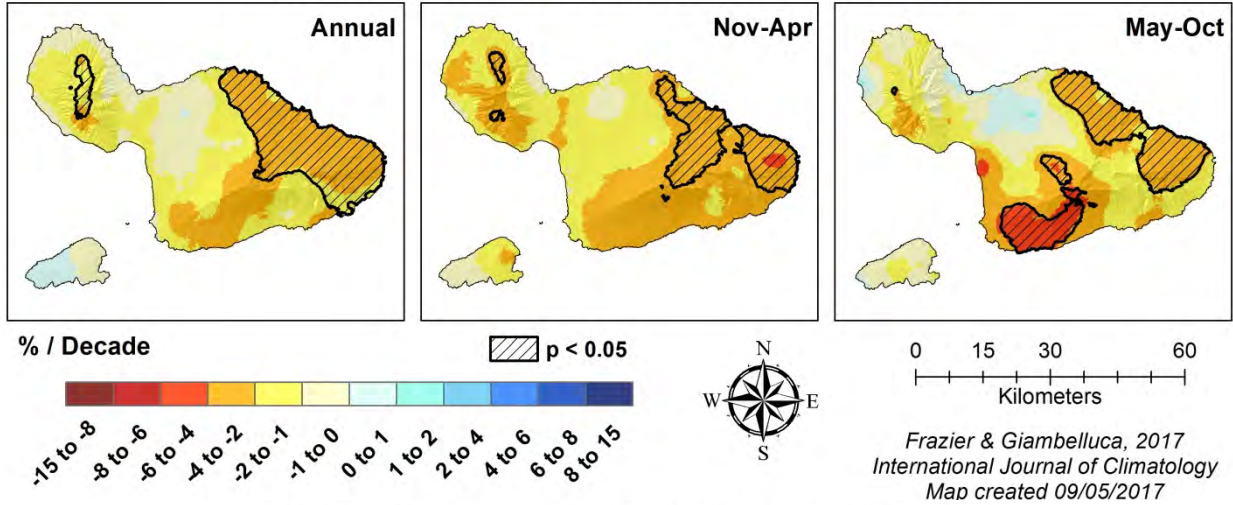 Annual
Nov-Apr
May-Oct
% / Decade
p < 0.05
-15 to -8
-8 to -6
-6 to -4
-4 to -2
-2 to -1
-1 to 0
0 to 1
1 to 2
2 to 4
4 to 6
6 to 8
8 to 15
N
W E
S
0 15 30 60
Kilometers
Frazier & Giambelluca, 2017
International Journal of Climatology
Map created 09/05/2017